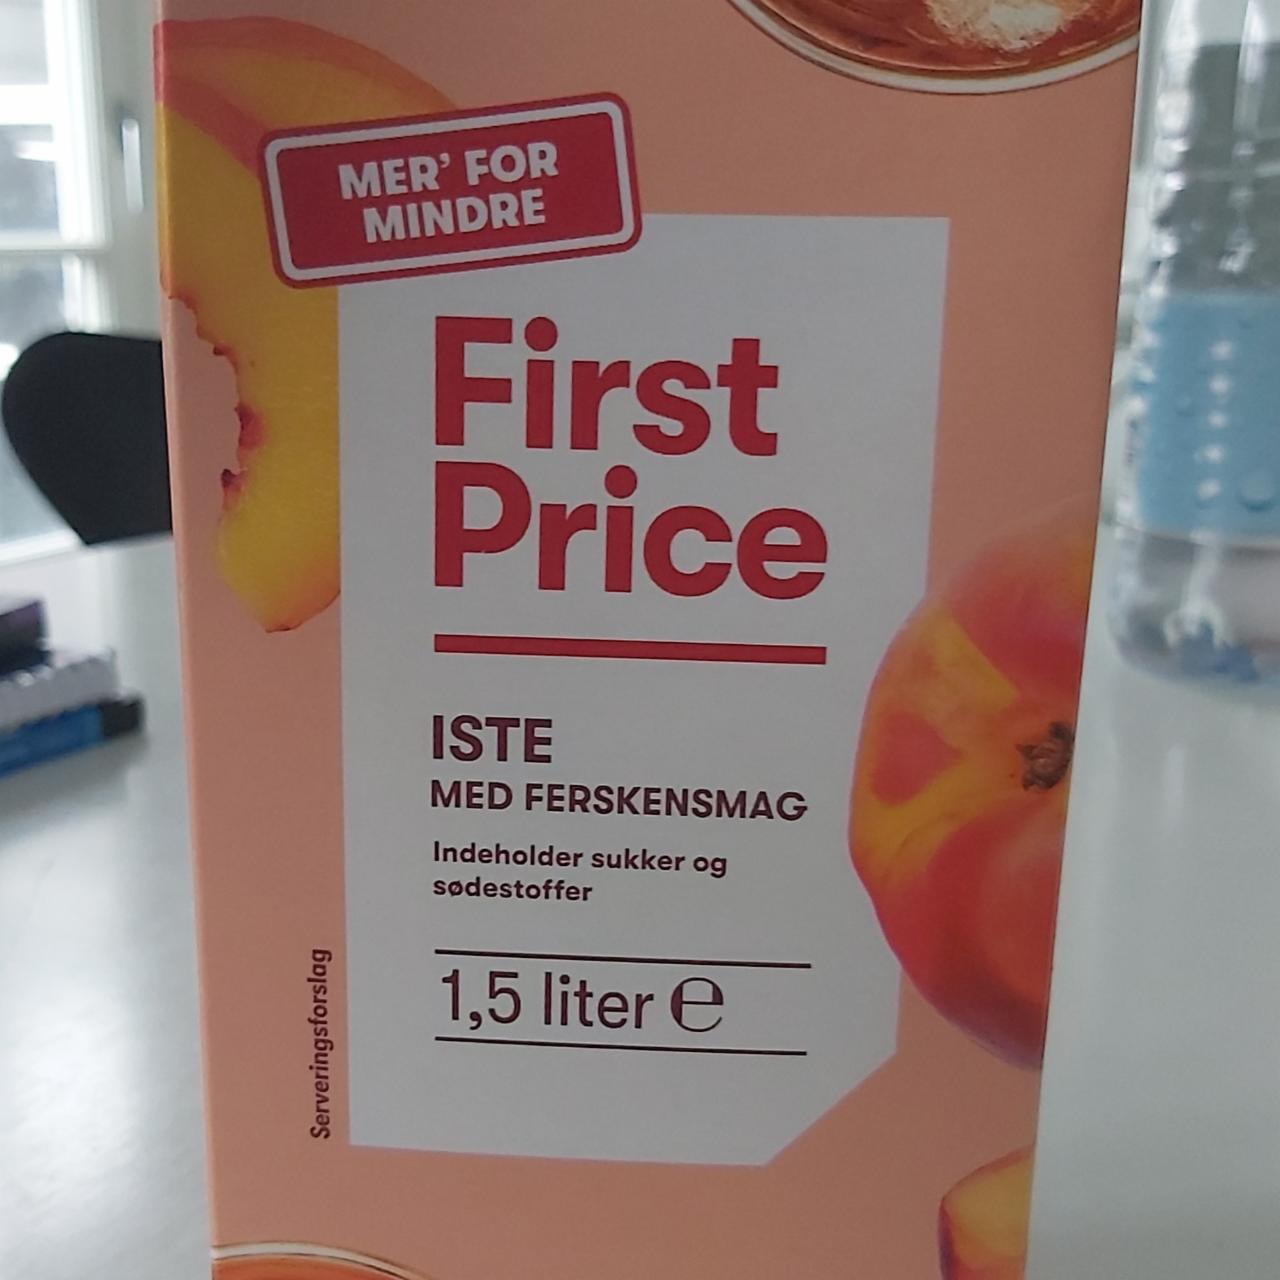 MER' FOR
MINDRE
First
Price
ISTE
MED FERSKENSMAG
Indeholder sukker og
sødestoffer
1,5 liter ℮
Serveringsforslag